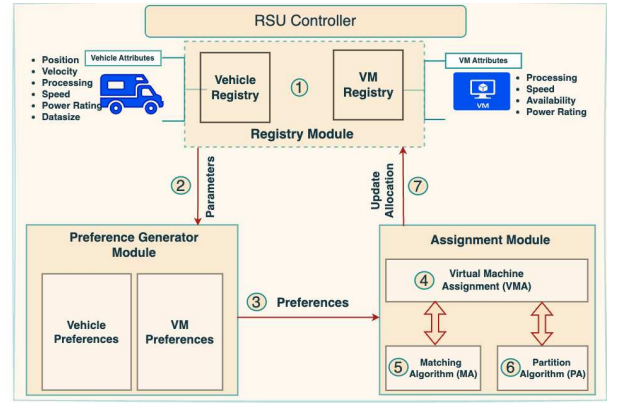 RSU Controller
Vehicle Attributes
• Position
• Velocity
• Processing
• Speed
• Power Rating
• Datasize
Vehicle
Registry
1
VM
Registry
Registry Module
VM Attributes
VM
• Processing
• Speed
• Availability
• Power Rating
2
Parameters
Update
Allocation
7
Preference Generator
Module
Vehicle
Preferences
VM
Preferences
3 Preferences
Assignment Module
4 Virtual Machine
Assignment (VMA)
5 Matching
Algorithm (MA)
6 Partition
Algorithm (PA)